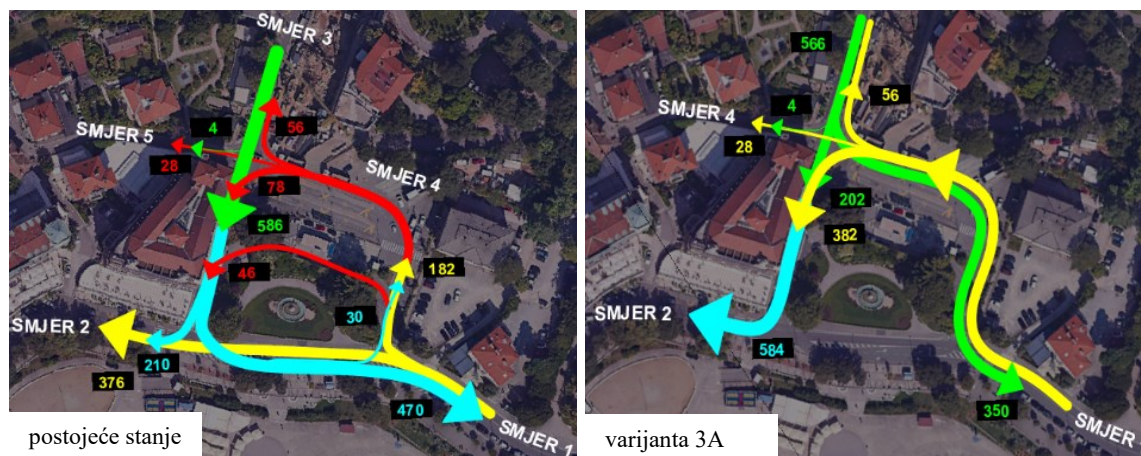 SMJER 3
56
4
SMJER 5
28
78
SMJER 4
586
46
182
30
SMJER 2
210
376
470
SMJER 1
postojeće stanje
566
56
4
SMJER 4
28
202
382
SMJER 2
584
350
SMJER
varijanta 3A